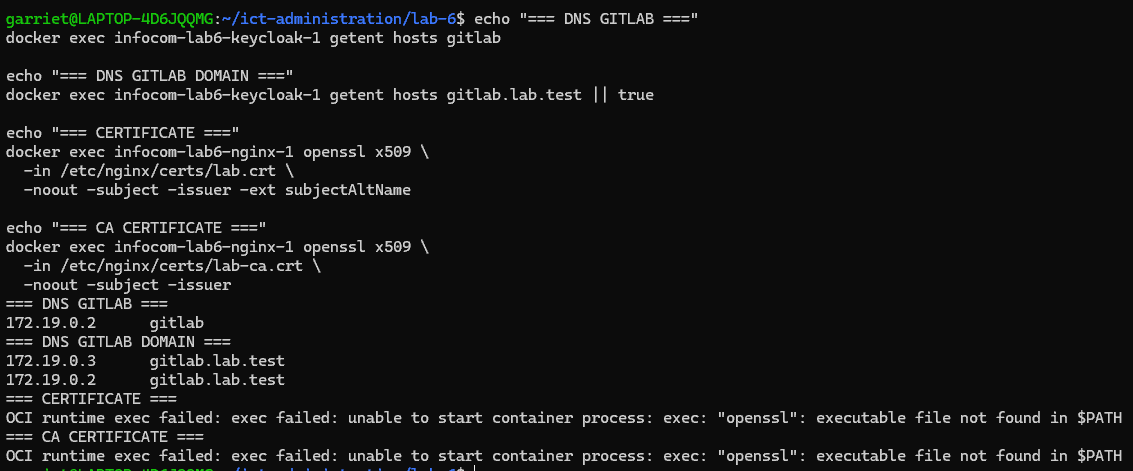 garriet@LAPTOP-4D6JQQMG:~/ict-administration/lab-6$ echo "=== DNS GITLAB ==="
docker exec infocom-lab6-keycloak-1 getent hosts gitlab
echo "=== DNS GITLAB DOMAIN ==="
docker exec infocom-lab6-keycloak-1 getent hosts gitlab.lab.test || true
echo "=== CERTIFICATE ==="
docker exec infocom-lab6-nginx-1 openssl x509 \
-in /etc/nginx/certs/lab.crt \
-noout -subject -issuer -ext subjectAltName
echo "=== CA CERTIFICATE ==="
docker exec infocom-lab6-nginx-1 openssl x509 \
-in /etc/nginx/certs/lab-ca.crt \
-noout -subject -issuer
=== DNS GITLAB ===
172.19.0.2      gitlab
=== DNS GITLAB DOMAIN ===
172.19.0.3      gitlab.lab.test
172.19.0.2      gitlab.lab.test
=== CERTIFICATE ===
OCI runtime exec failed: exec failed: unable to start container process: exec: "openssl": executable file not found in $PATH
=== CA CERTIFICATE ===
OCI runtime exec failed: exec failed: unable to start container process: exec: "openssl": executable file not found in $PATH
garriet@LAPTOP-4D6JQQMG:~/ict-administration/lab-6$